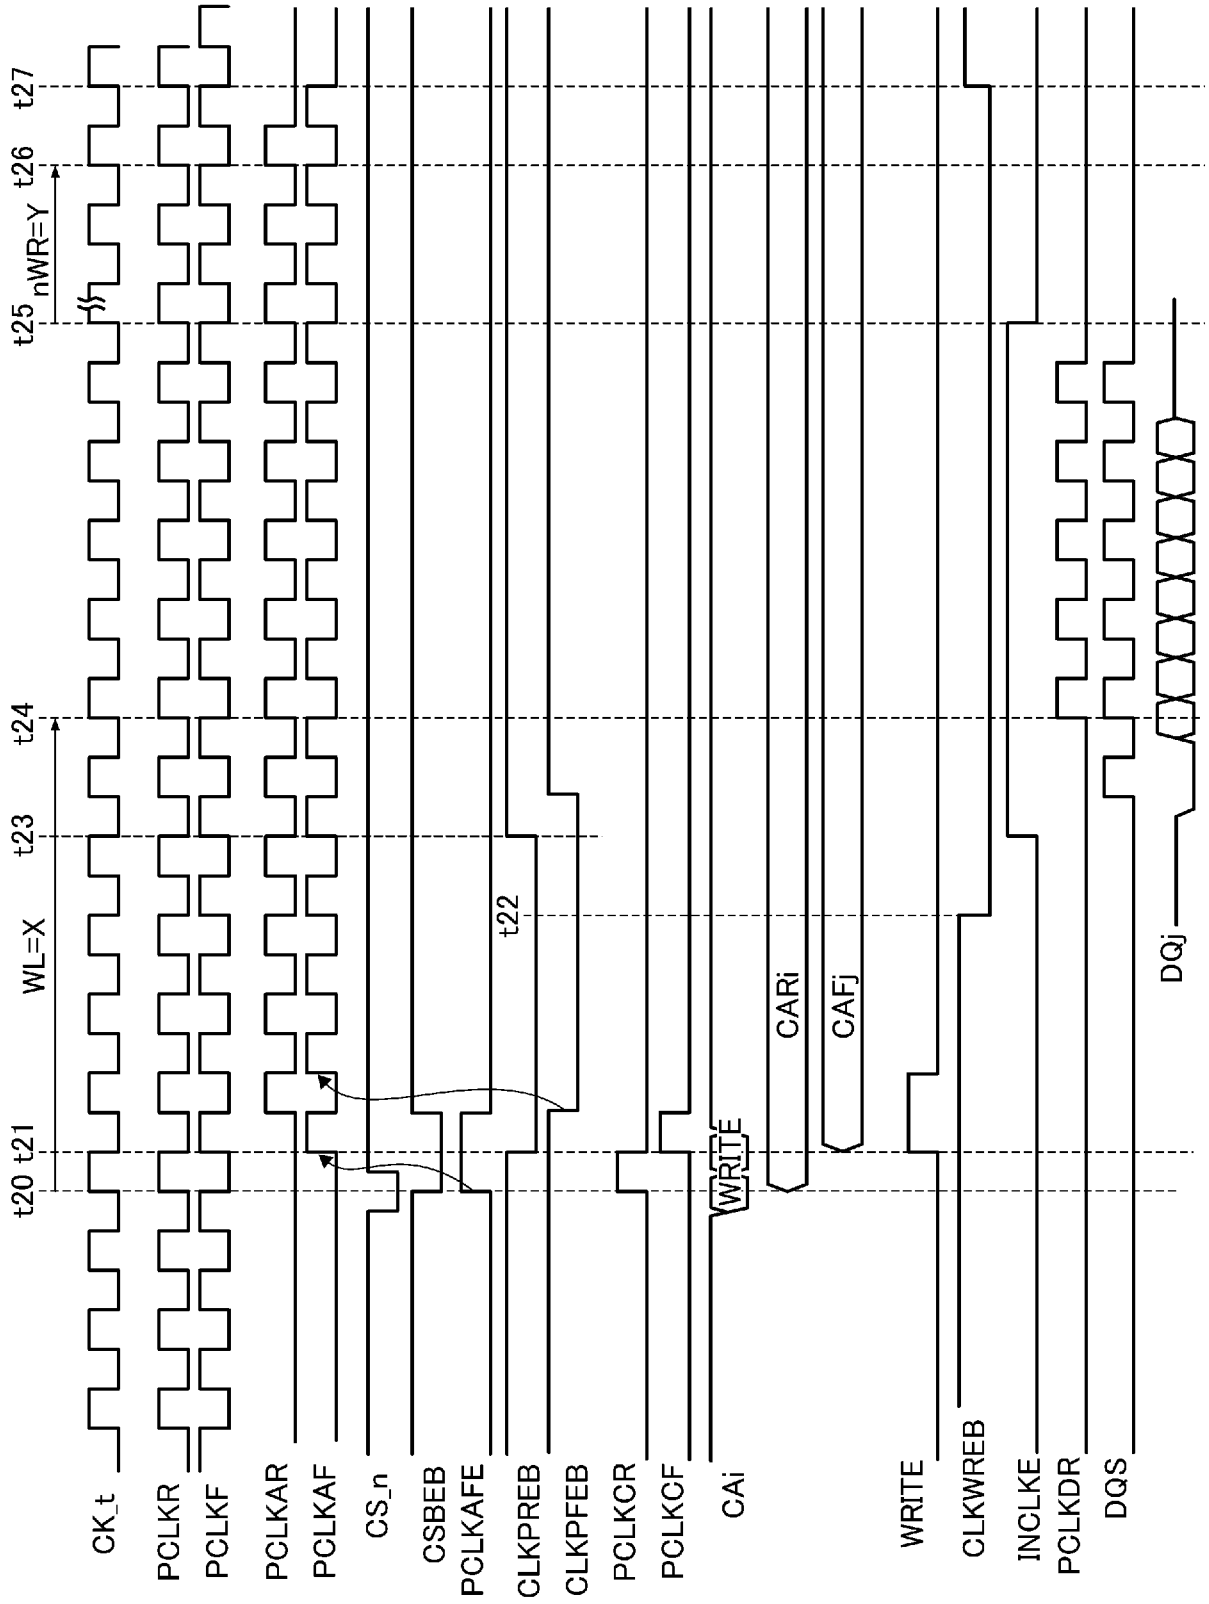 t20
t21
t23
t24
t25
t26
t27
WL=X
nWR=Y
CK_t
PCLKR
PCLKF
PCLKAR
PCLKAF
CS_n
CSBEB
PCLKAFE
CLKPREB
t22
CLKPFEB
PCLKCR
PCLKCF
CAi
WRITE
CARi
CAFj
WRITE
CLKWREB
INCLKE
PCLKDR
DQS
DQj